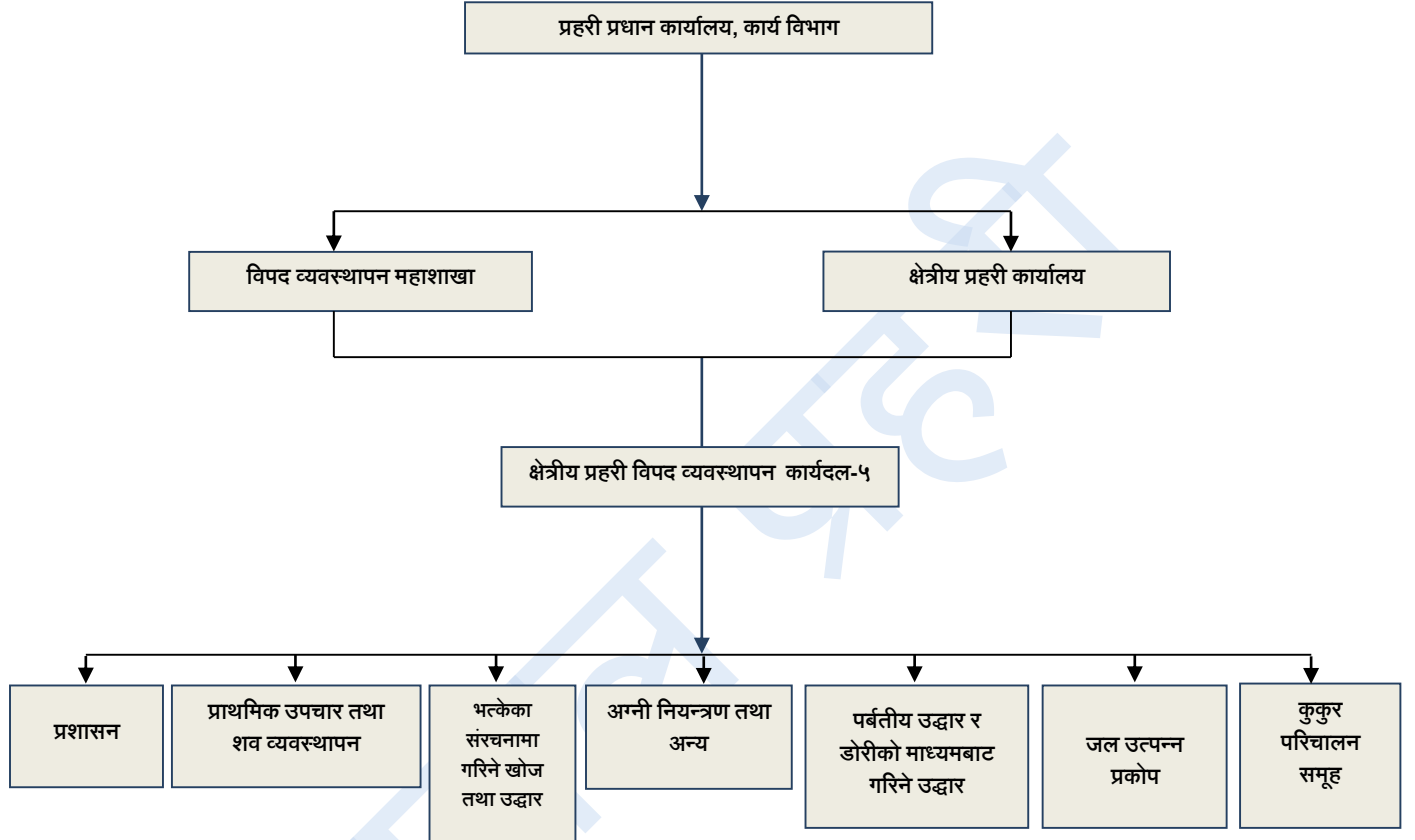 प्रहरी प्रधान कार्यालय, कार्य विभाग
विपद व्यवस्थापन महाशाखा
क्षेत्रीय प्रहरी कार्यालय
क्षेत्रीय प्रहरी विपद व्यवस्थापन कार्यदल-५
प्रशासन
प्राथमिक उपचार तथा
शव व्यवस्थापन
भत्केका
संरचनामा
गरिने खोज
तथा उद्धार
अग्नी नियन्त्रण तथा
अन्य
पर्बतीय उद्धार र
डोरीको माध्यमबाट
गरिने उद्धार
जल उत्पन्न
प्रकोप
कुकुर
परिचालन
समूह